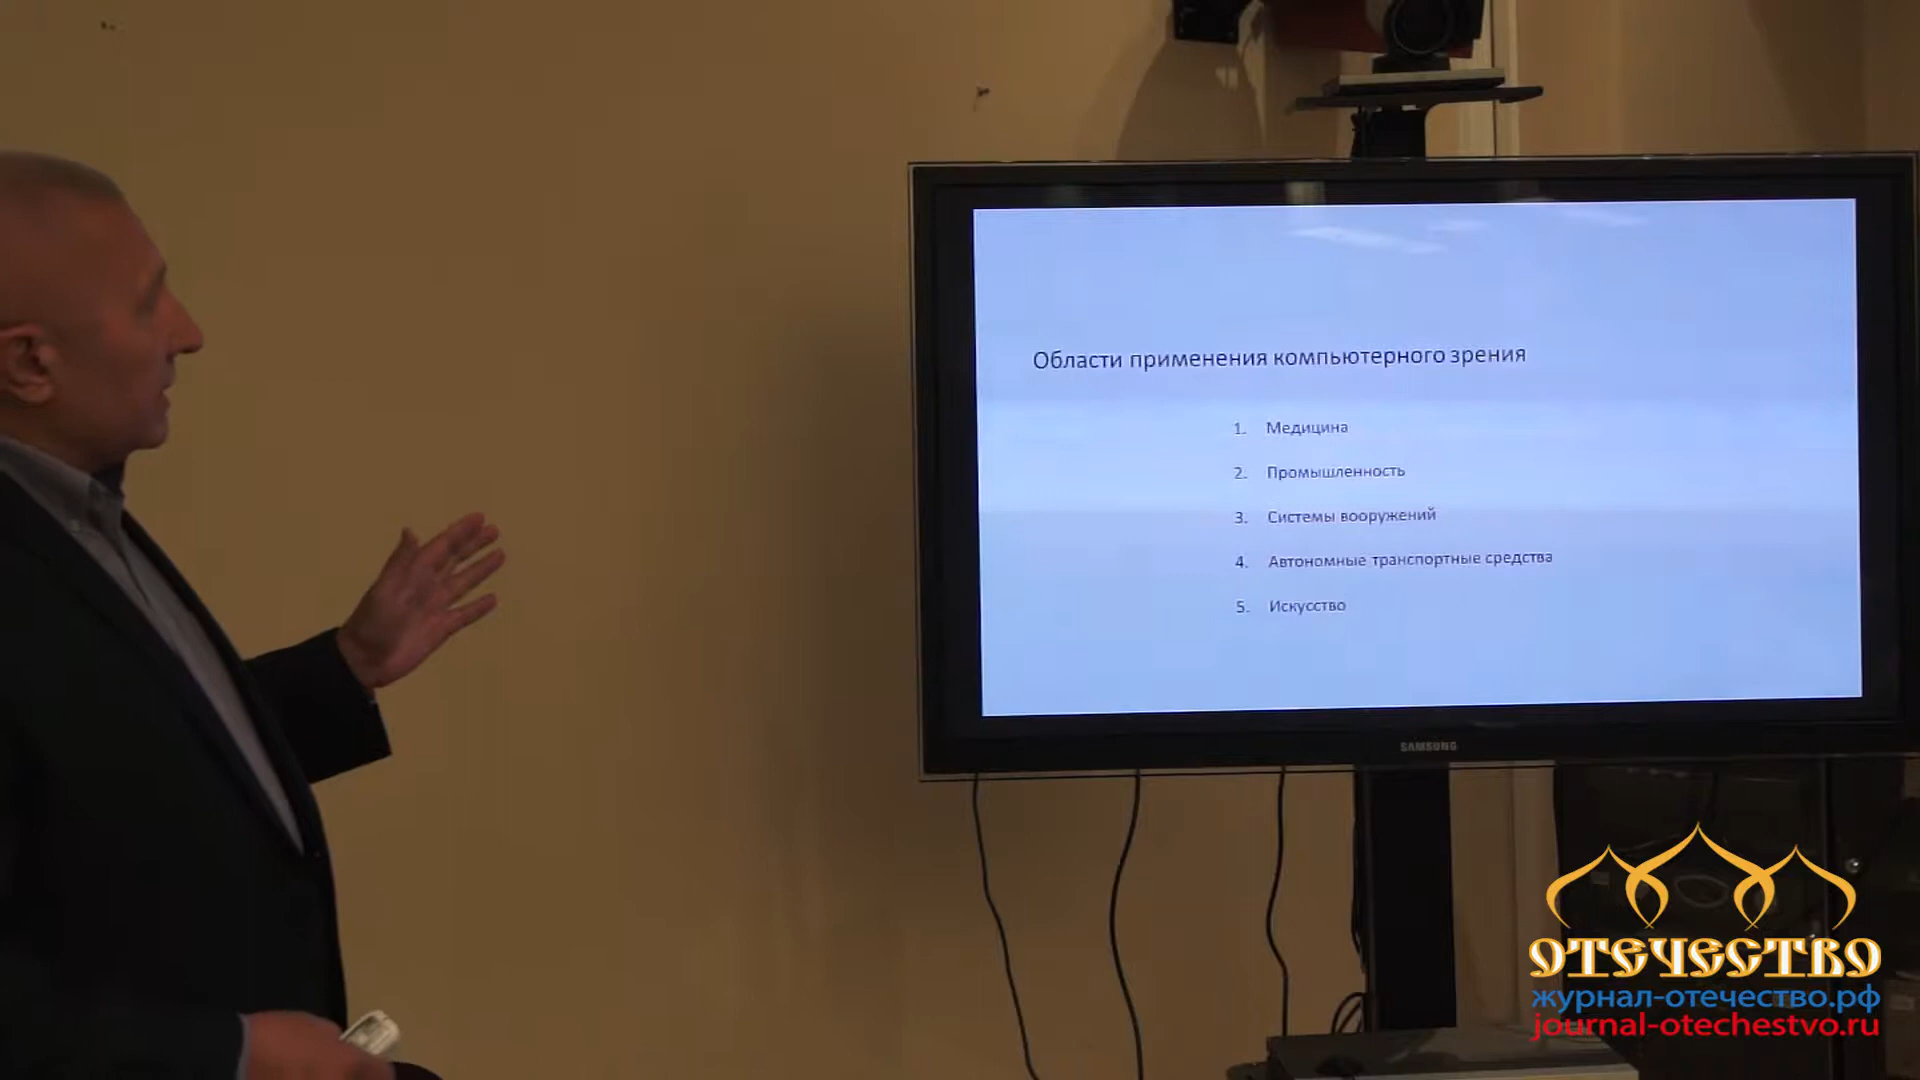 Области применения компьютерного зрения
1. Медицина
2. Промышленность
3. Системы вооружений
4. Автономные транспортные средства
5. Искусство
SAMSUNG
ОТЕЧЕСТВО
журнал-отечество.рф
journal-otechestvo.ru